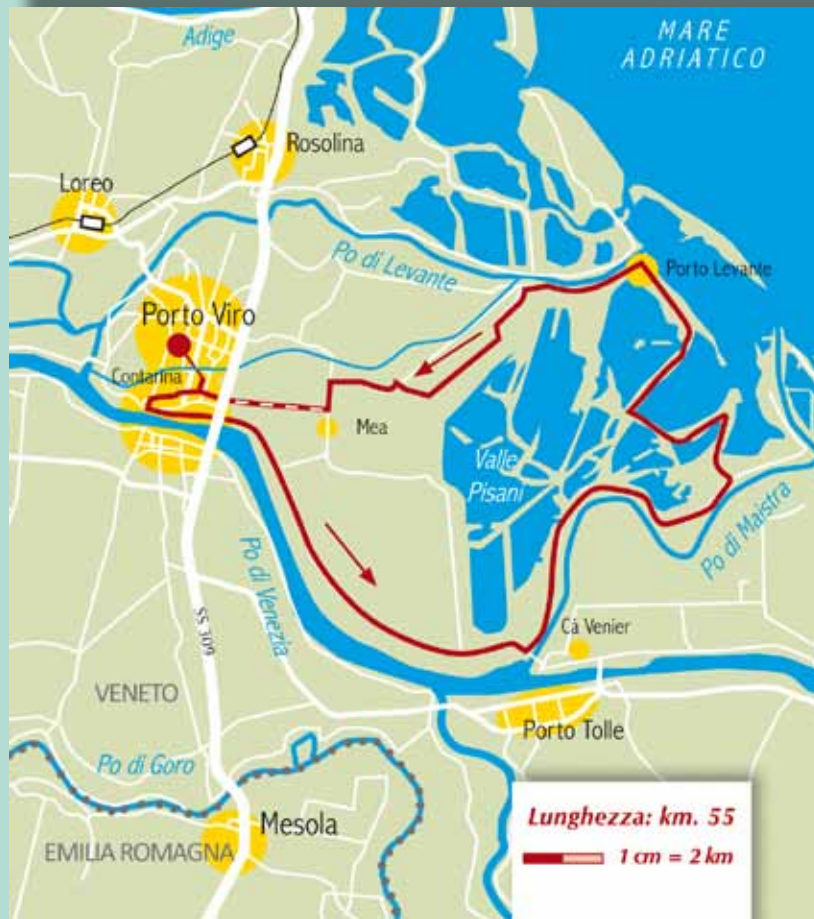 MARE
ADRIATICO
Adige
Rosolina
Loreo
Po di Levante
Porto Levante
Porto Viro
Contarina
Mea
Valle
Pisani
Po di Maistra
Po di Venezia
SS 309
Cà Venier
VENETO
Porto Tolle
Po di Goro
Mesola
EMILIA ROMAGNA
Lunghezza: km. 55
1 cm = 2 km